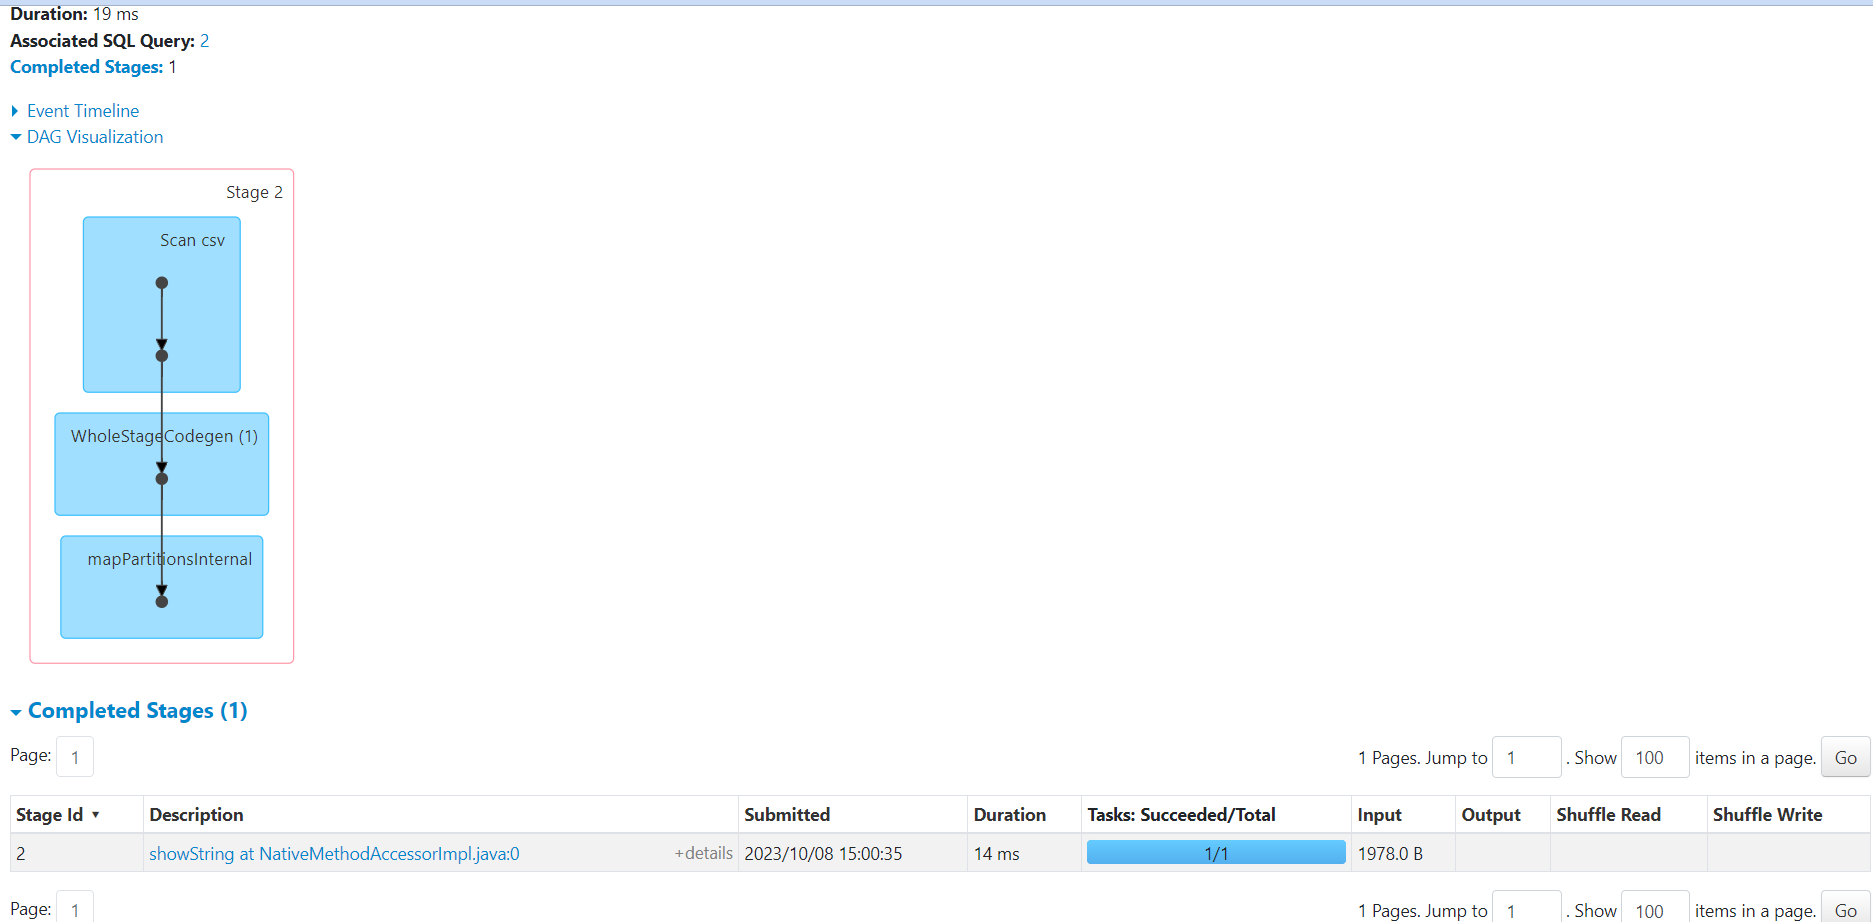 Duration: 19 ms
Associated SQL Query: 2
Completed Stages: 1
Event Timeline
DAG Visualization
Stage 2
Scan csv
WholeStageCodegen (1)
mapPartitionsInternal
Completed Stages (1)
Page: 1 1 Pages. Jump to 1 . Show 100 items in a page. Go
Stage Id ▾ Description Submitted Duration Tasks: Succeeded/Total Input Output Shuffle Read Shuffle Write
2 showString at NativeMethodAccessorImpl.java:0 +details 2023/10/08 15:00:35 14 ms 1/1 1978.0 B
Page: 1 1 Pages. Jump to 1 . Show 100 items in a page. Go